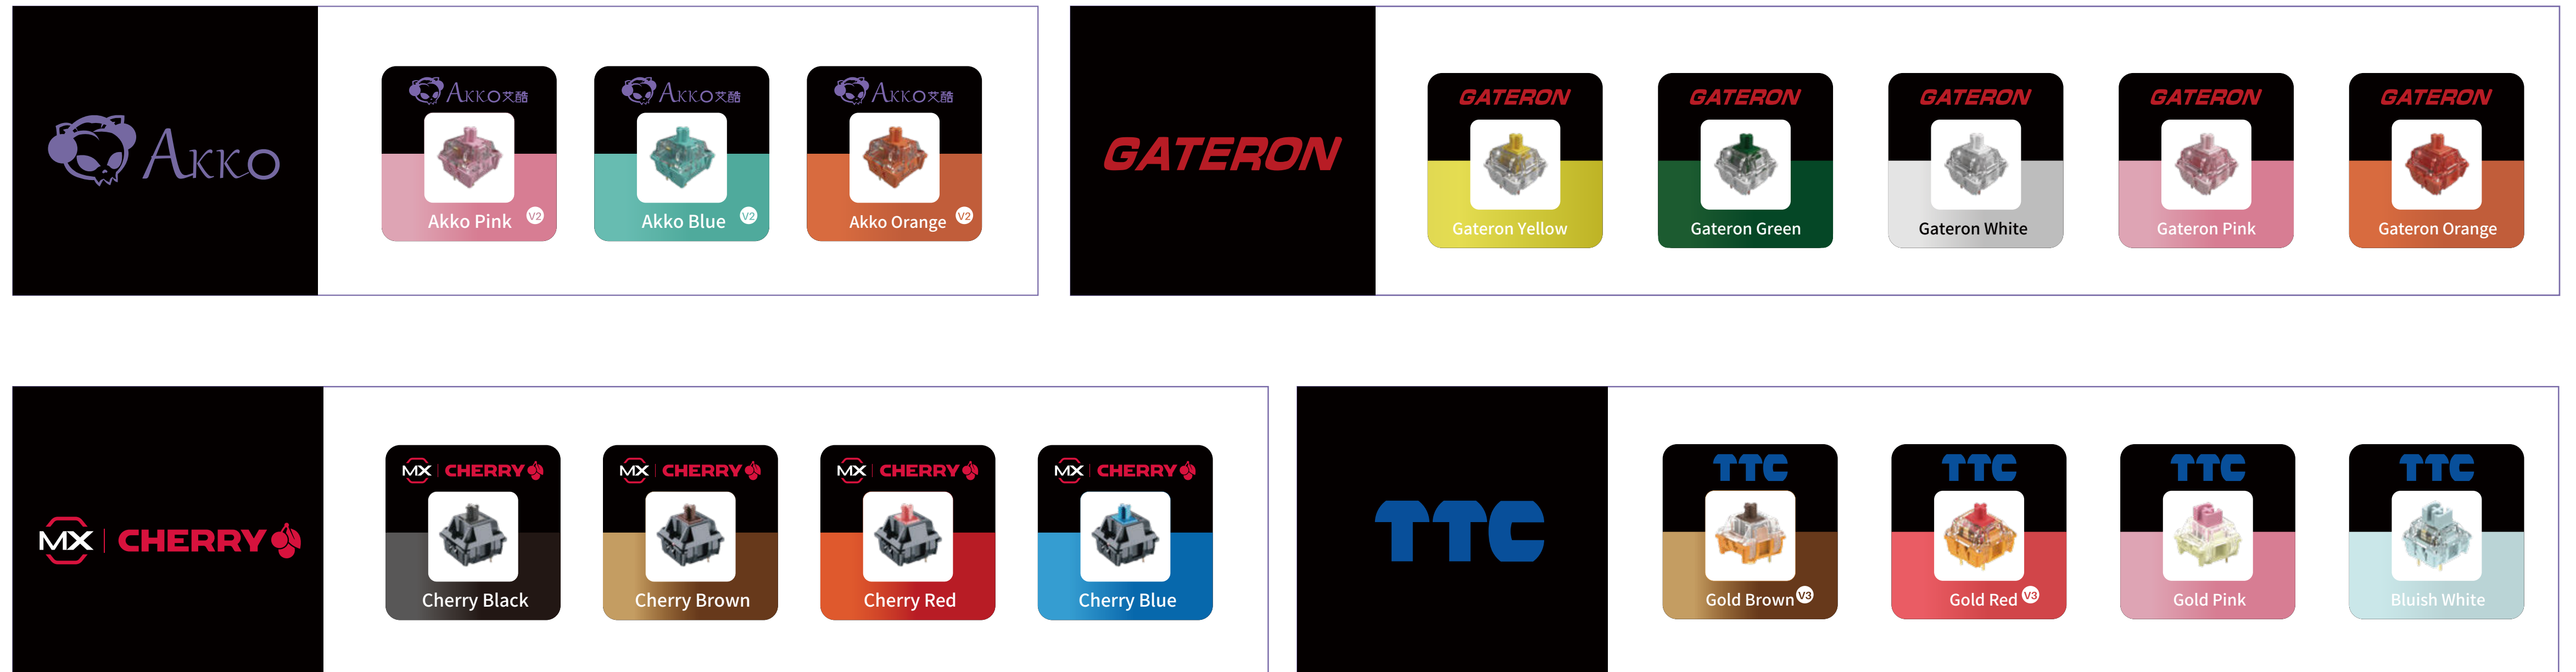 AKKO
AKKO艾酷
Akko Pink V2
AKKO艾酷
Akko Blue V2
AKKO艾酷
Akko Orange V2
GATERON
GATERON
Gateron Yellow
GATERON
Gateron Green
GATERON
Gateron White
GATERON
Gateron Pink
GATERON
Gateron Orange
MX CHERRY
MX CHERRY
Cherry Black
MX CHERRY
Cherry Brown
MX CHERRY
Cherry Red
MX CHERRY
Cherry Blue
TTC
TTC
Gold Brown V3
TTC
Gold Red V3
TTC
Gold Pink
TTC
Bluish White